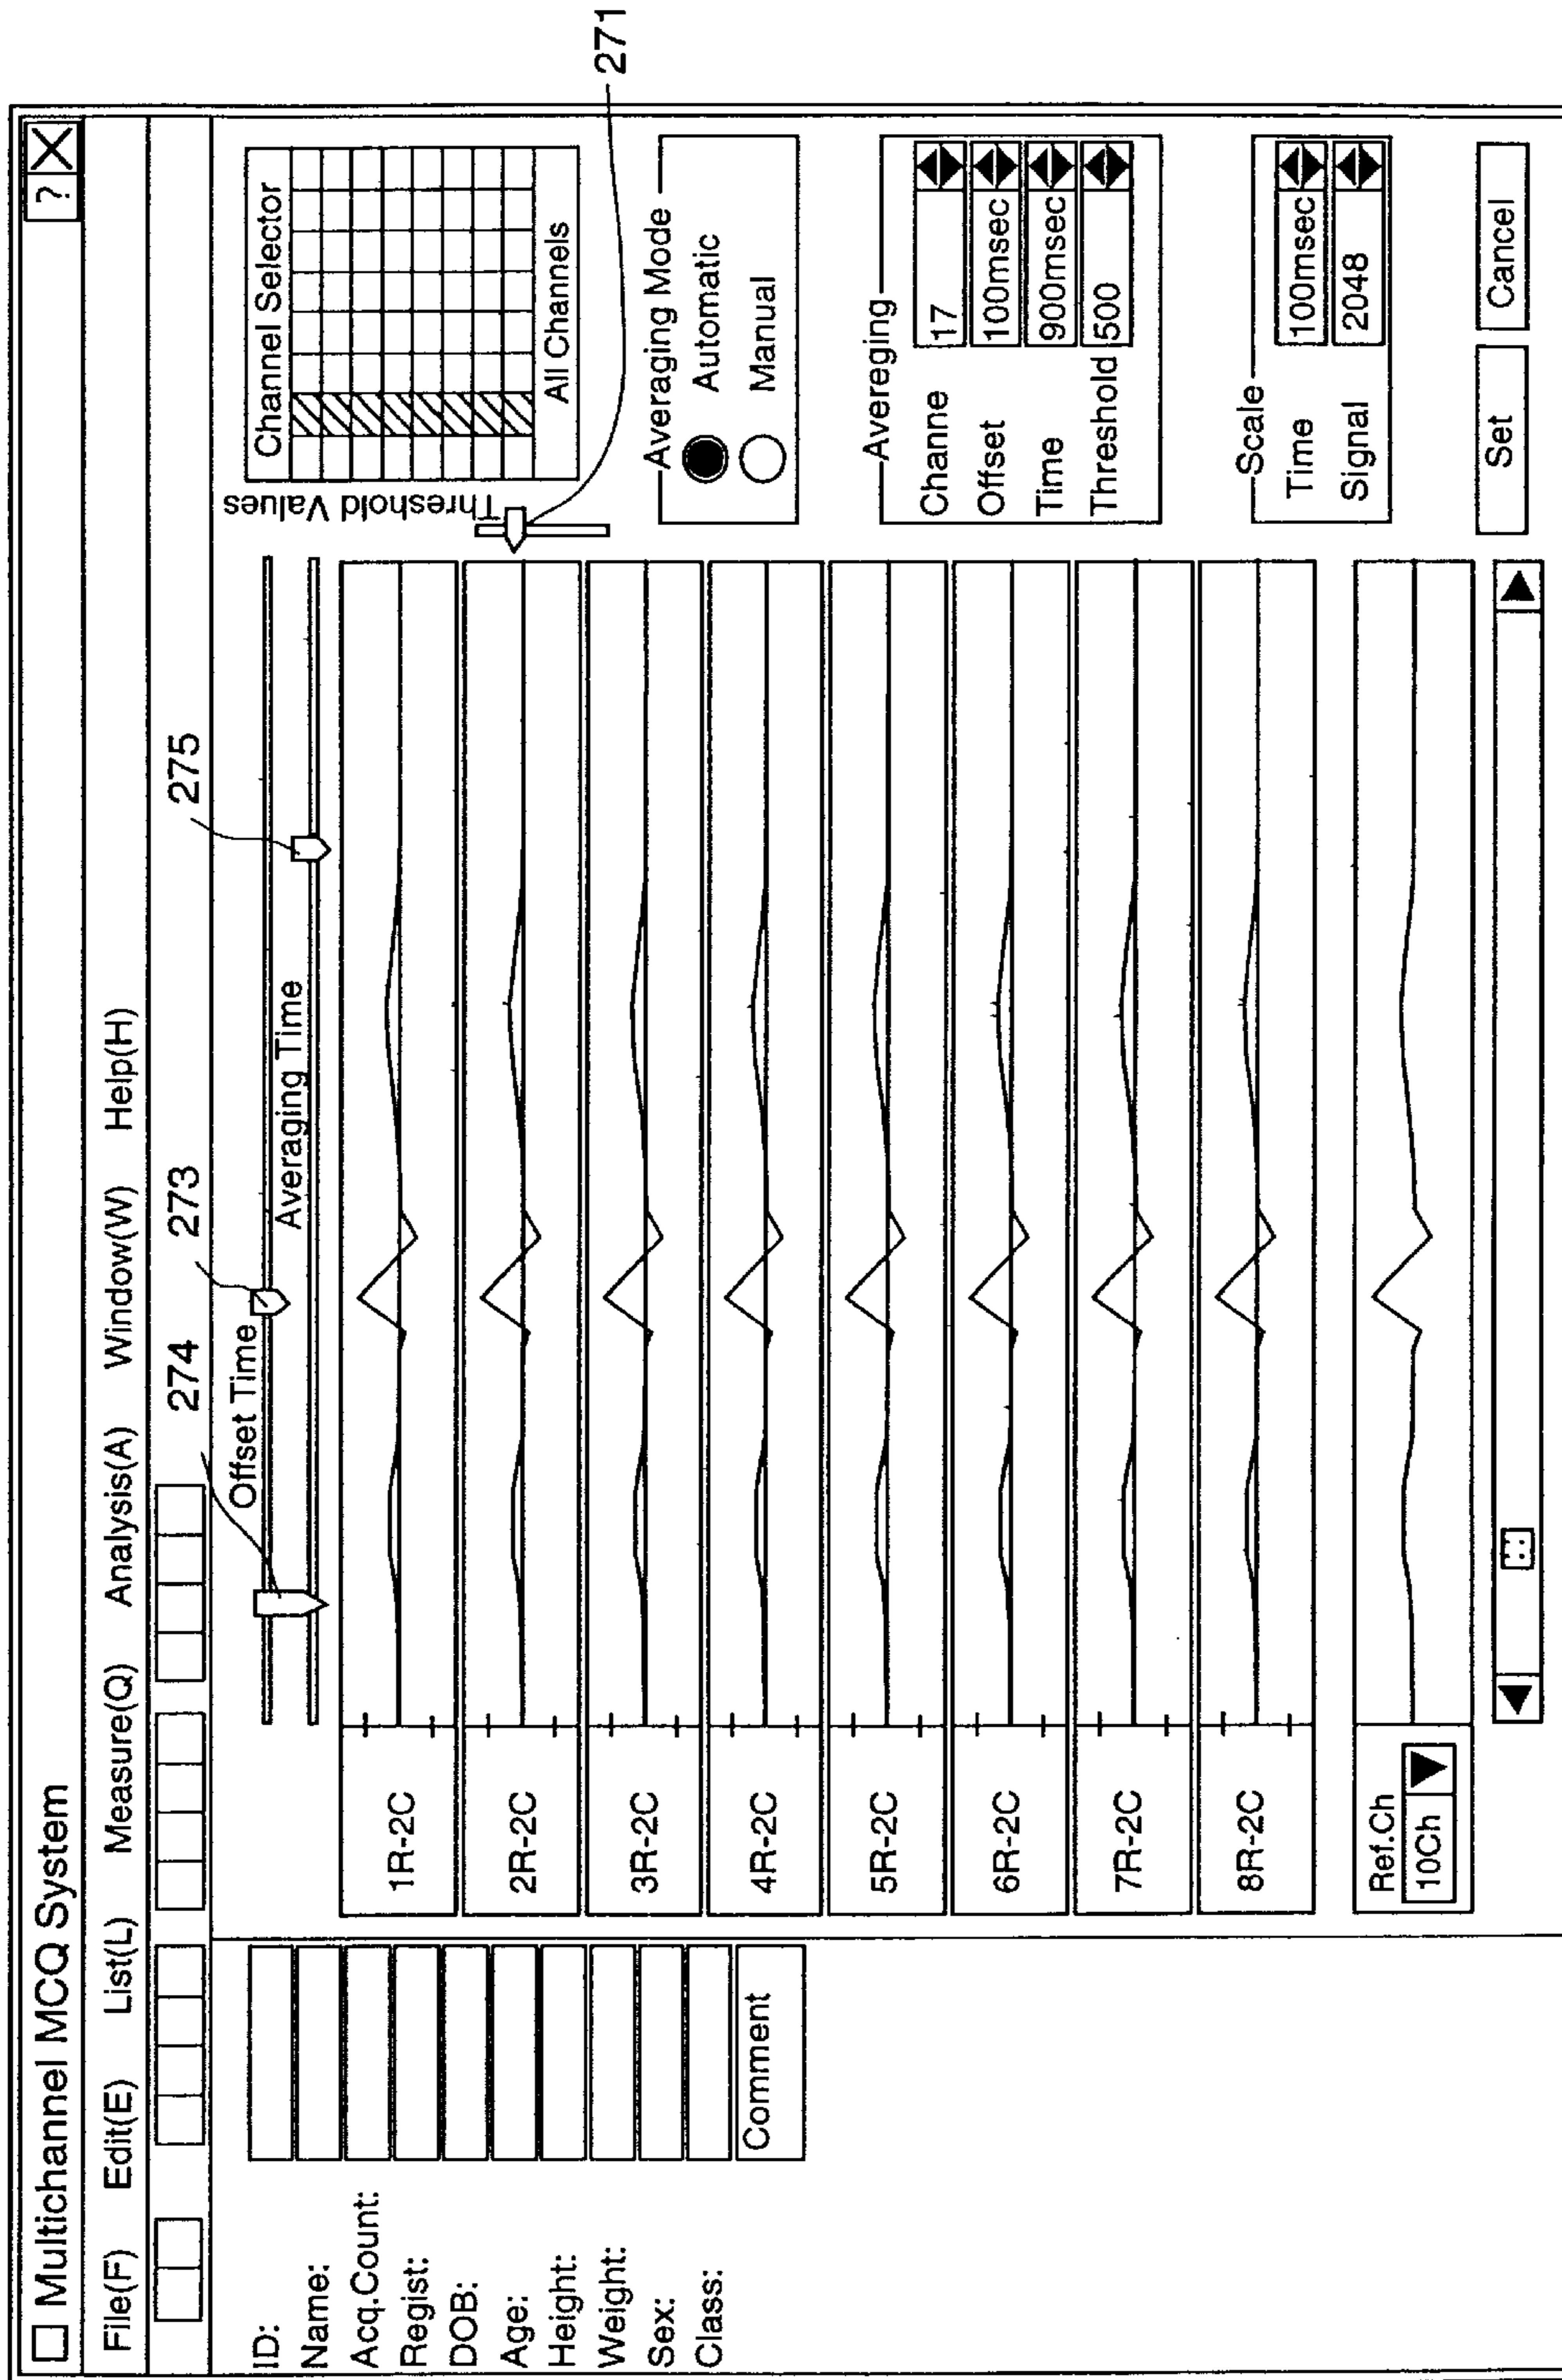 Multichannel MCQ System
? X
File(F) Edit(E) List(L) Measure(Q) Analysis(A) Window(W) Help(H)
274 273 275
ID:
Name:
Acq.Count:
Regist:
DOB:
Age:
Height:
Weight:
Sex:
Class:
Comment
Offset Time
Averaging Time
Threshold Values
271
1R-2C
2R-2C
3R-2C
4R-2C
5R-2C
6R-2C
7R-2C
8R-2C
Ref.Ch
10Ch
Channel Selector
All Channels
Averaging Mode
Automatic
Manual
Avereging
Channe 17
Offset 100msec
Time 900msec
Threshold 500
Scale
Time 100msec
Signal 2048
Set Cancel